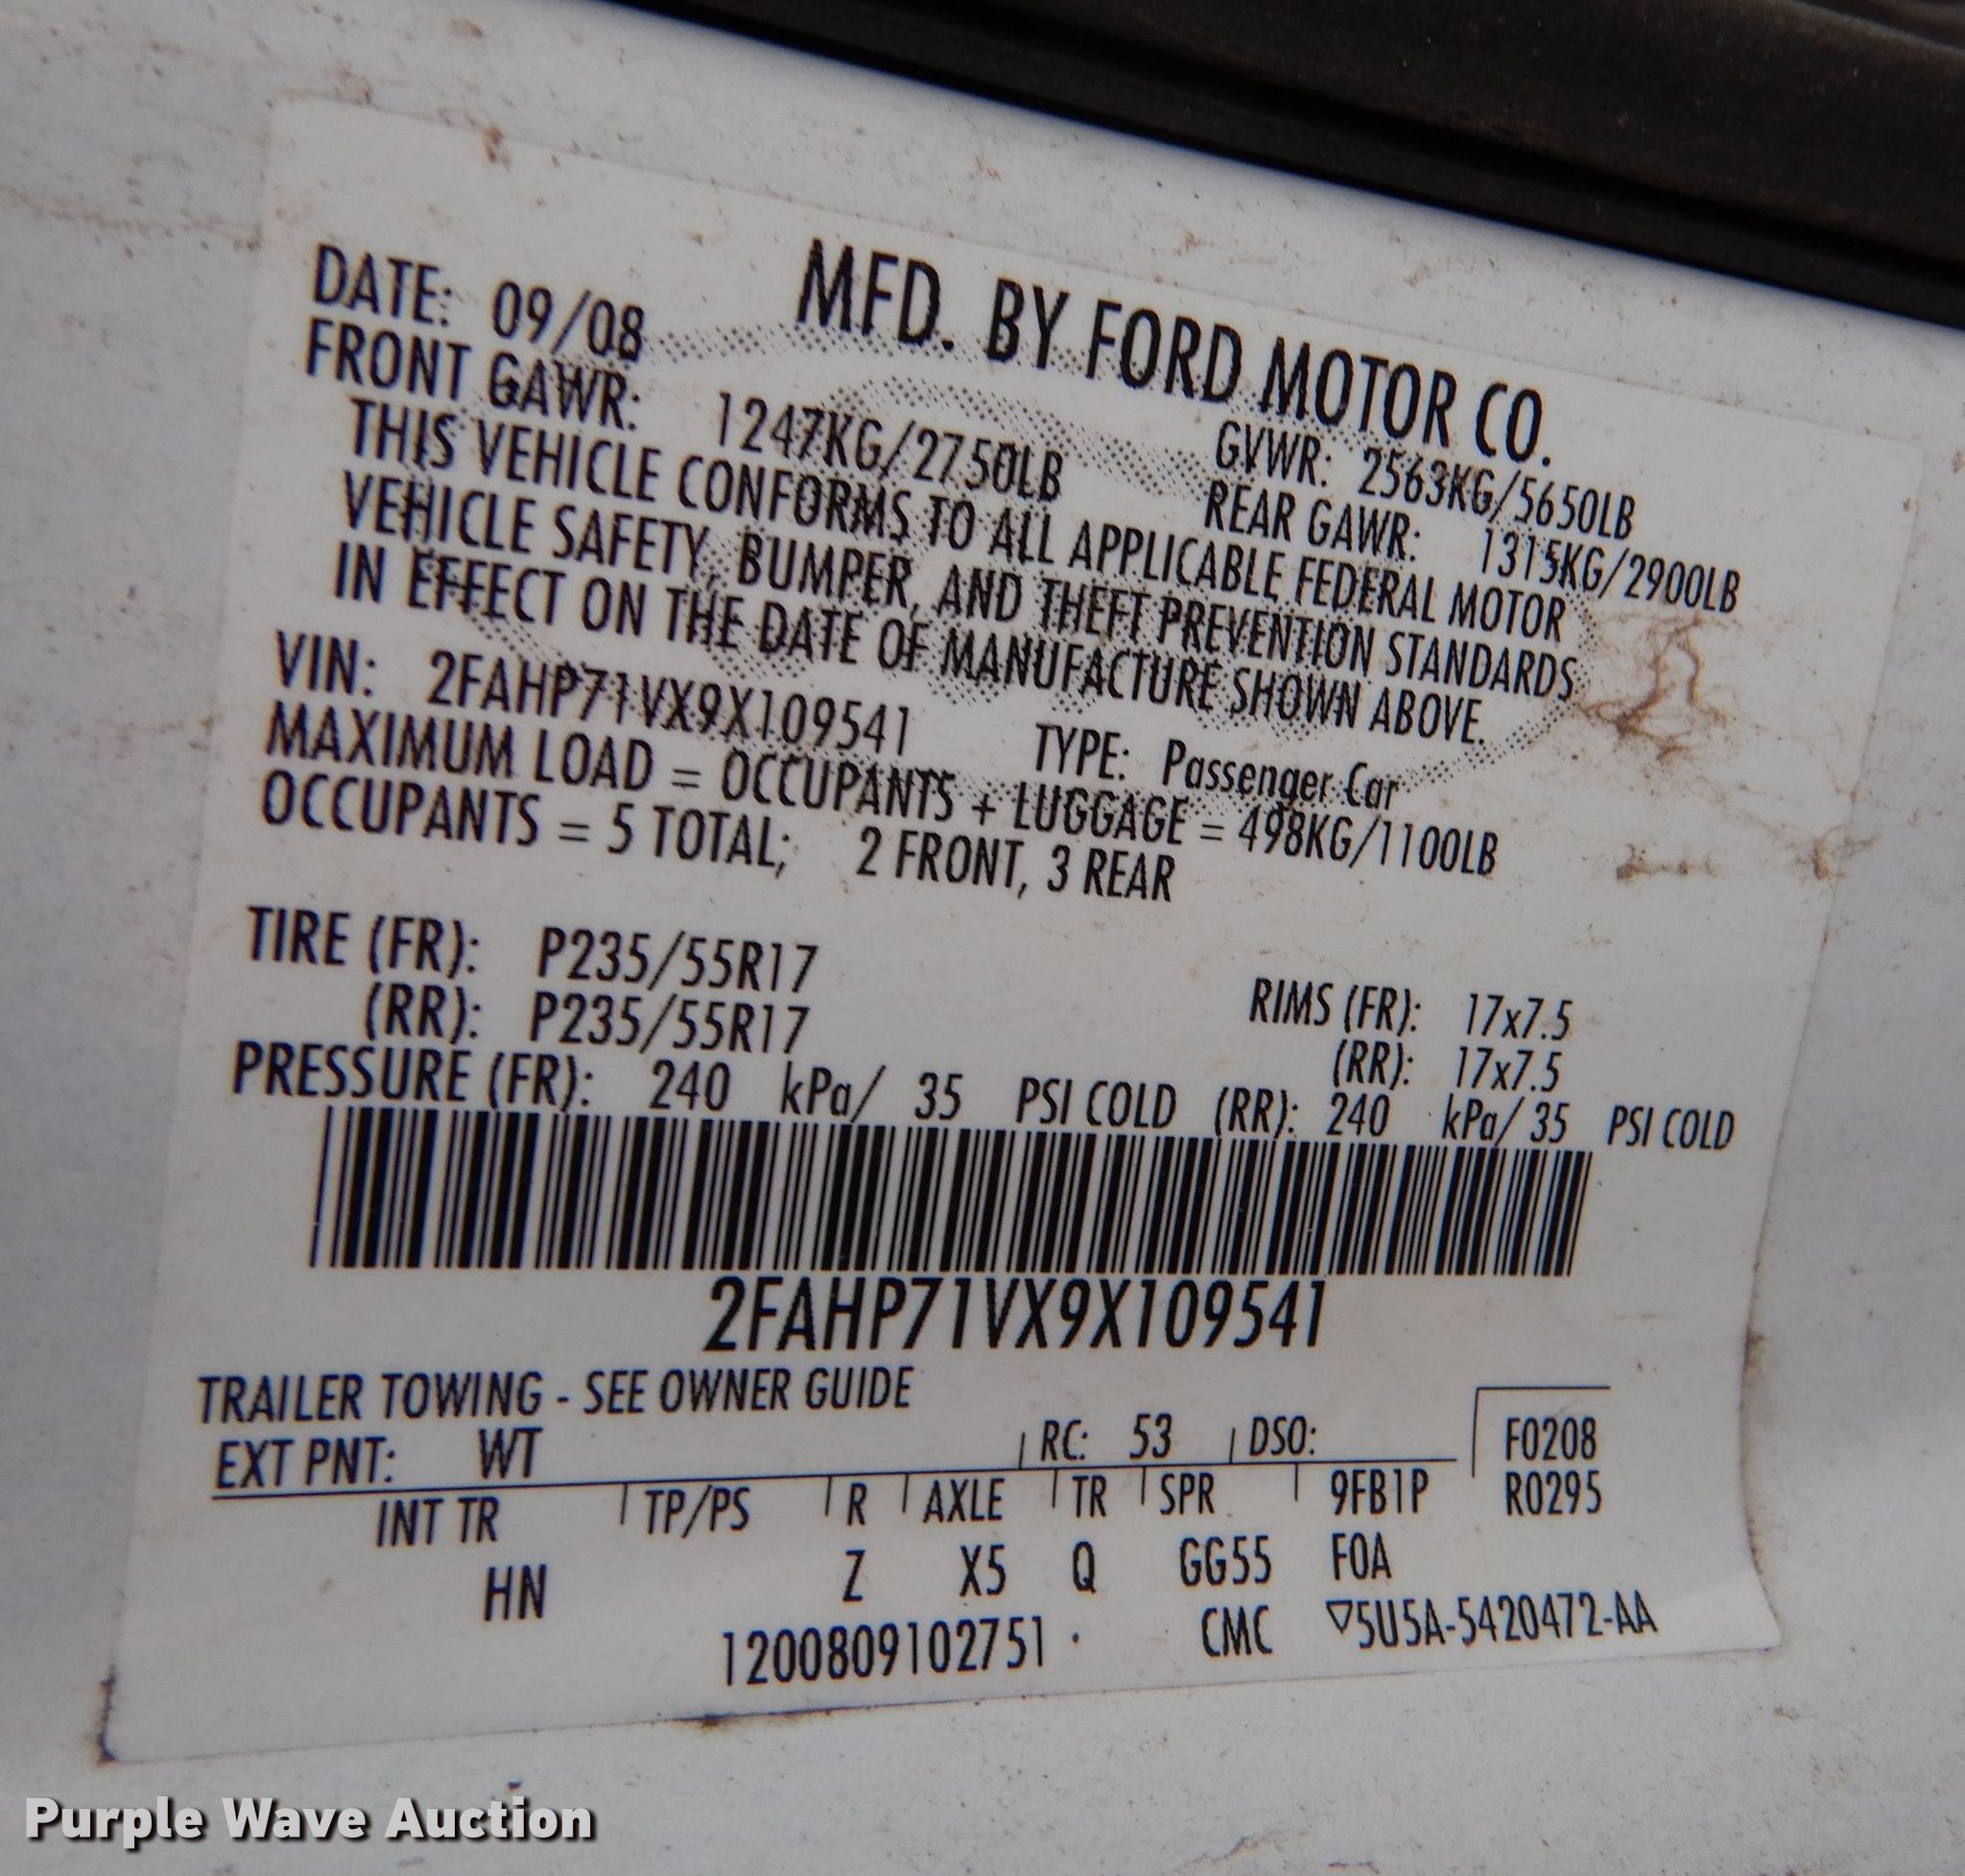 MFD. BY FORD MOTOR CO.
DATE: 09/08 GVWR: 2563KG/5650LB
FRONT GAWR: 1247KG/2750LB REAR GAWR: 1315KG/2900LB
THIS VEHICLE CONFORMS TO ALL APPLICABLE FEDERAL MOTOR
VEHICLE SAFETY, BUMPER, AND THEFT PREVENTION STANDARDS
IN EFFECT ON THE DATE OF MANUFACTURE SHOWN ABOVE.
VIN: 2FAHP71VX9X109541 TYPE: Passenger Car
MAXIMUM LOAD = OCCUPANTS + LUGGAGE = 498KG/1100LB
OCCUPANTS = 5 TOTAL; 2 FRONT, 3 REAR
TIRE (FR): P235/55R17 RIMS (FR): 17x7.5
(RR): P235/55R17 (RR): 17x7.5
PRESSURE (FR): 240 kPa/ 35 PSI COLD (RR): 240 kPa/ 35 PSI COLD
2FAHP71VX9X109541
TRAILER TOWING - SEE OWNER GUIDE
EXT PNT: WT RC: 53 DSO: F0208
INT TR TP/PS R AXLE TR SPR 9FB1P R0295
HN Z X5 Q GG55 FOA
1200809102751 CMC ▽5U5A-5420472-AA
Purple Wave Auction